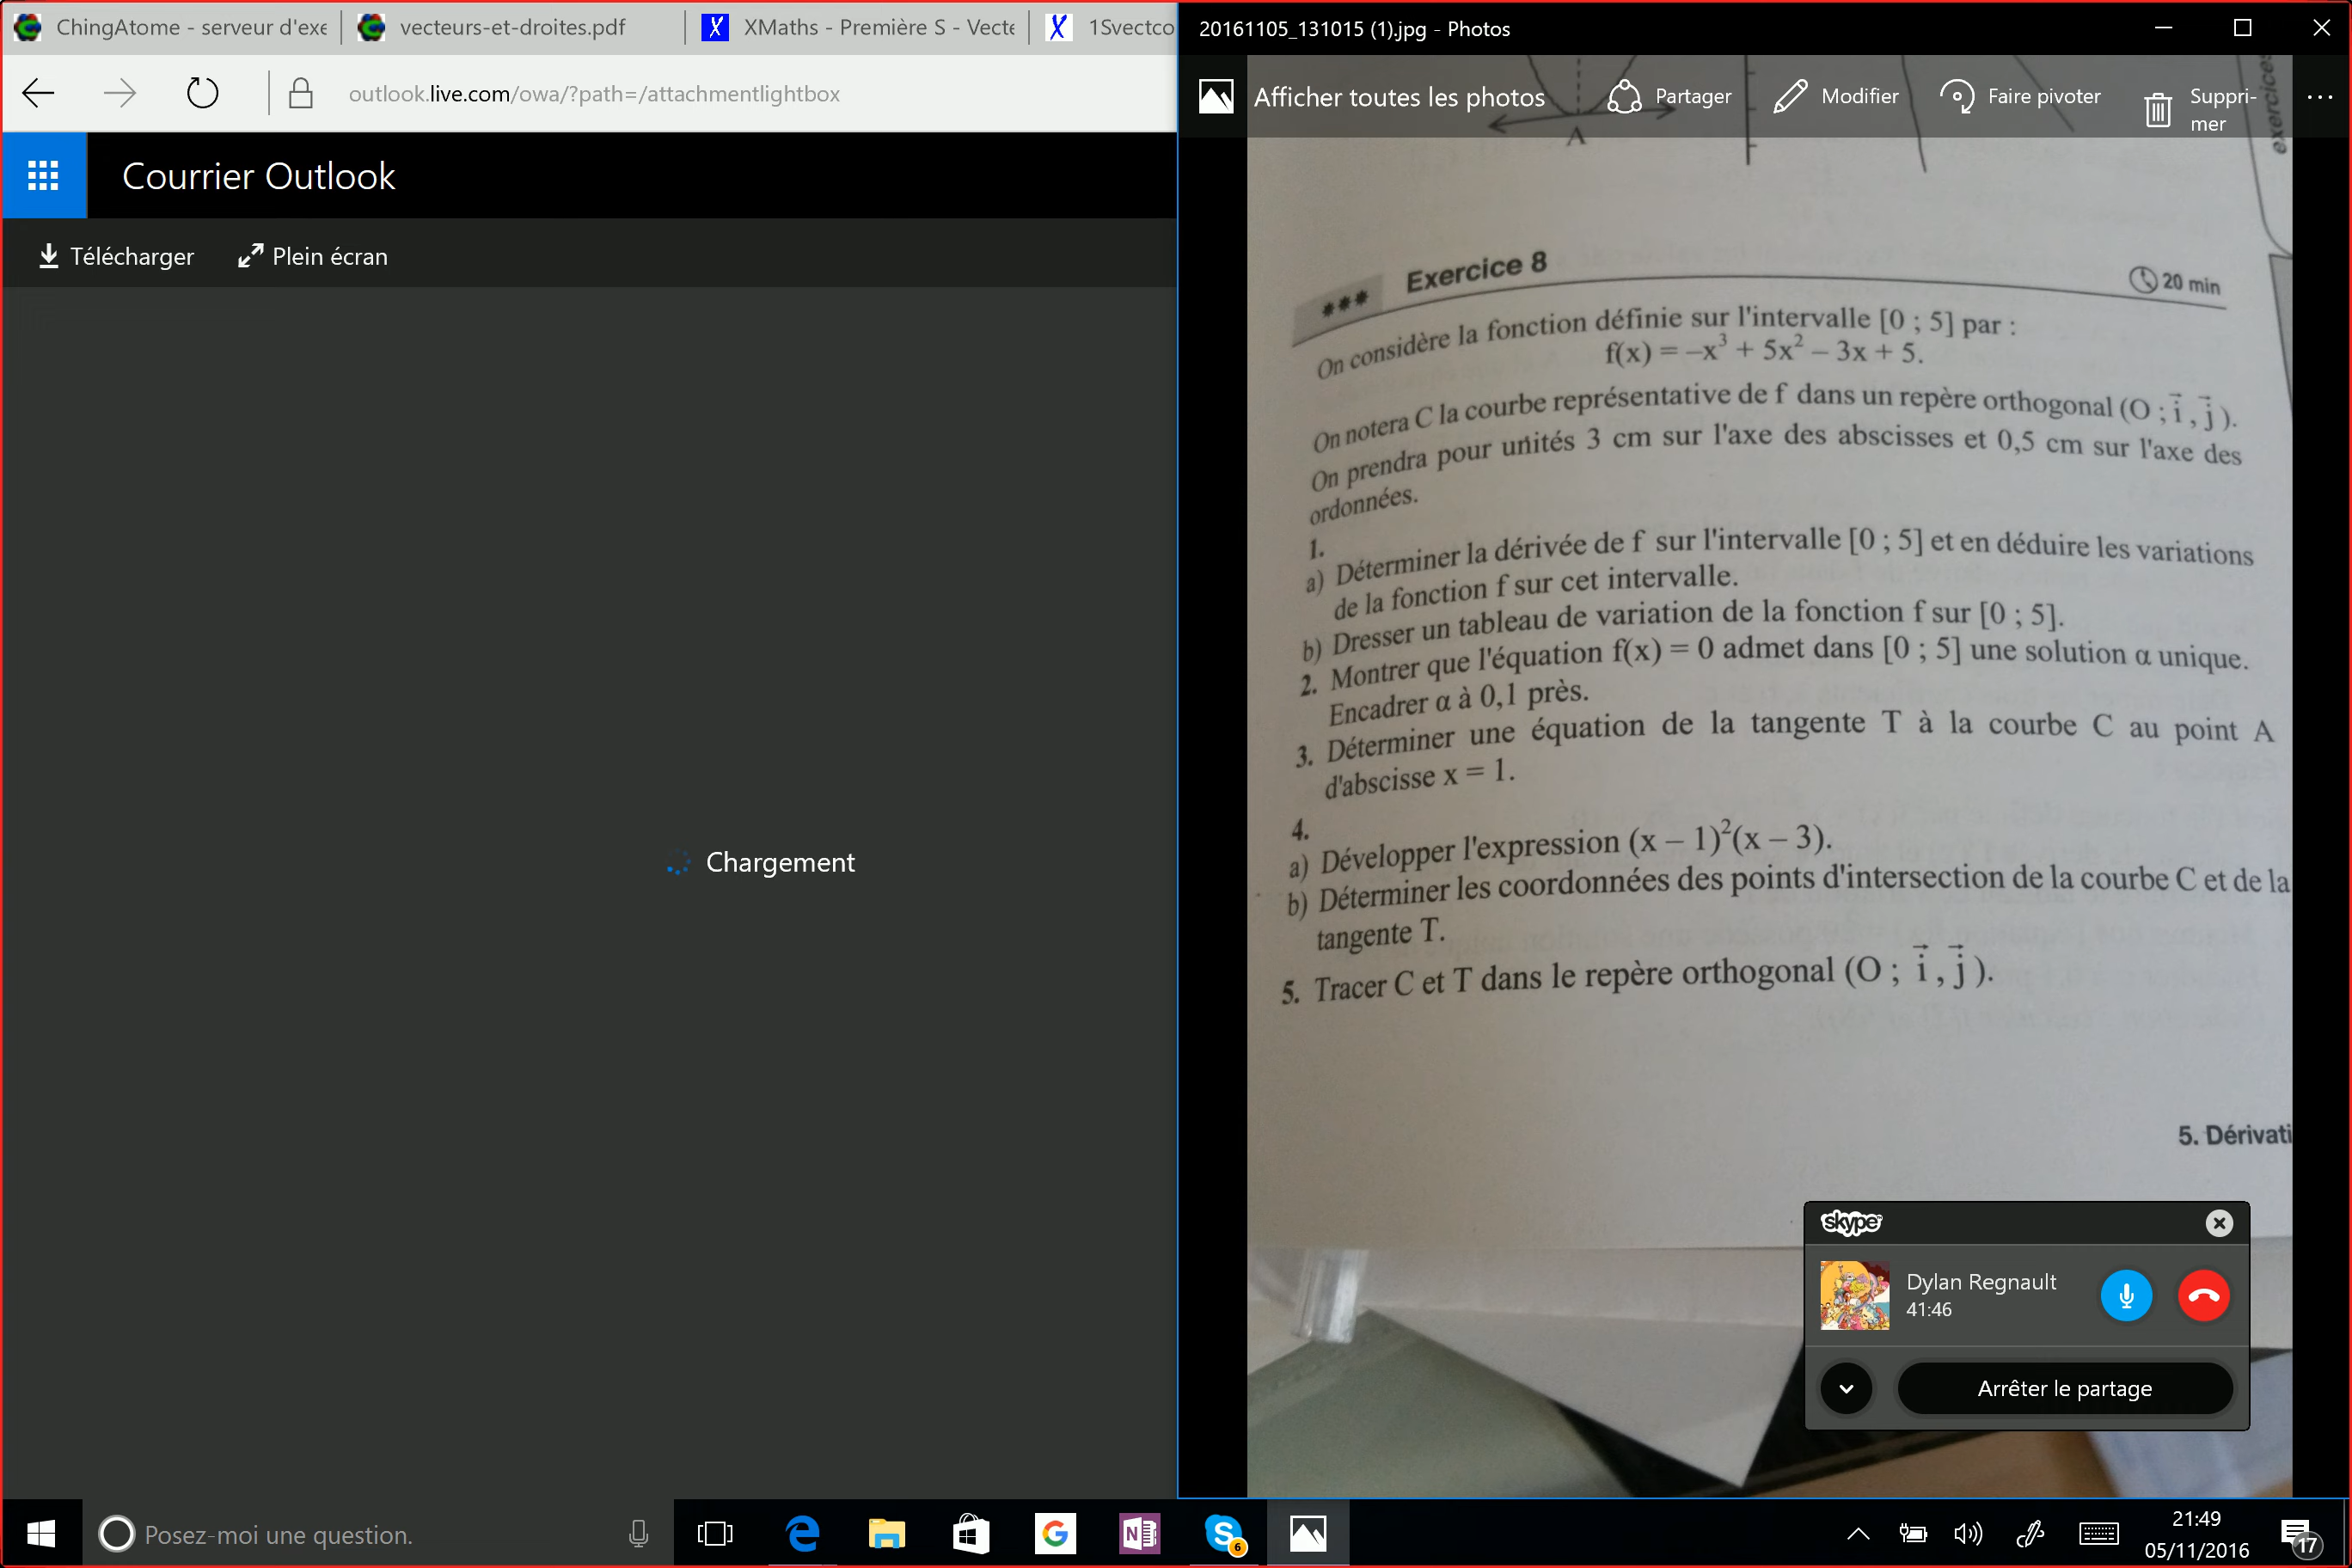 ChingAtome - serveur d'exe
vecteurs-et-droites.pdf
XMaths - Première S - Vecte
1Svectco
outlook.live.com/owa/?path=/attachmentlightbox
Courrier Outlook
Télécharger
Plein écran
Chargement
20161105_131015 (1).jpg - Photos
Afficher toutes les photos
Partager
Modifier
Faire pivoter
Suppri-
mer
exercices
A
*** Exercice 8
20 min
On considère la fonction définie sur l'intervalle [0 ; 5] par :
f(x) = –x³ + 5x² – 3x + 5.
On notera C la courbe représentative de f dans un repère orthogonal (O ; i⃗ , j⃗ ).
On prendra pour unités 3 cm sur l'axe des abscisses et 0,5 cm sur l'axe des
ordonnées.
1.
a) Déterminer la dérivée de f sur l'intervalle [0 ; 5] et en déduire les variations
de la fonction f sur cet intervalle.
b) Dresser un tableau de variation de la fonction f sur [0 ; 5].
2. Montrer que l'équation f(x) = 0 admet dans [0 ; 5] une solution α unique.
Encadrer α à 0,1 près.
3. Déterminer une équation de la tangente T à la courbe C au point A
d'abscisse x = 1.
4.
a) Développer l'expression (x – 1)²(x – 3).
b) Déterminer les coordonnées des points d'intersection de la courbe C et de la
tangente T.
5. Tracer C et T dans le repère orthogonal (O ; i⃗ , j⃗ ).
5. Dérivati
skype
Dylan Regnault
41:46
Arrêter le partage
Posez-moi une question.
6
21:49
05/11/2016
17